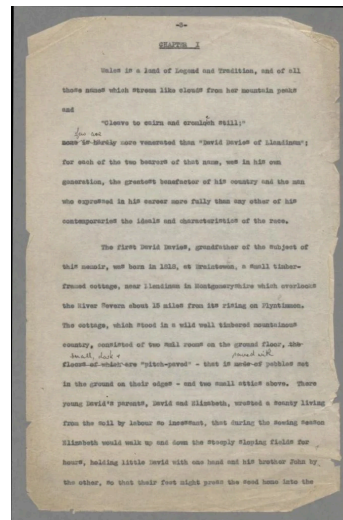 -3-
CHAPTER I
Wales is a land of Legend and Tradition, and of all
those names which stream like clouds from her mountain peaks
and
"Cleave to cairn and cromlech still;"
few are
none is hardly more venerated than "David Davies of Llandinam";
for each of the two bearers of that name, was in his own
generation, the greatest benefactor of his country and the man
who expressed in his career more fully than any other of his
contemporaries the ideals and characteristics of the race.
The first David Davies, grandfather of the subject of
this memoir, was born in 1818, at Draintewen, a small timber-
framed cottage, near Llandinam in Montgomeryshire which overlooks
the River Severn about 15 miles from its rising on Plynlimmon.
The cottage, which stood in a wild well timbered mountainous
country, consisted of two small rooms on the ground floor, the
small, dark & paved with
floors of which are "pitch-paved" - that is made of pebbles set
in the ground on their edges - and two small attics above. There
young David's parents, David and Elizabeth, wrested a scanty living
from the soil by labour so incessant, that during the sowing season
Elizabeth would walk up and down the steeply sloping fields for
hours, holding little David with one hand and his brother John by
the other, so that their feet might press the seed home into the